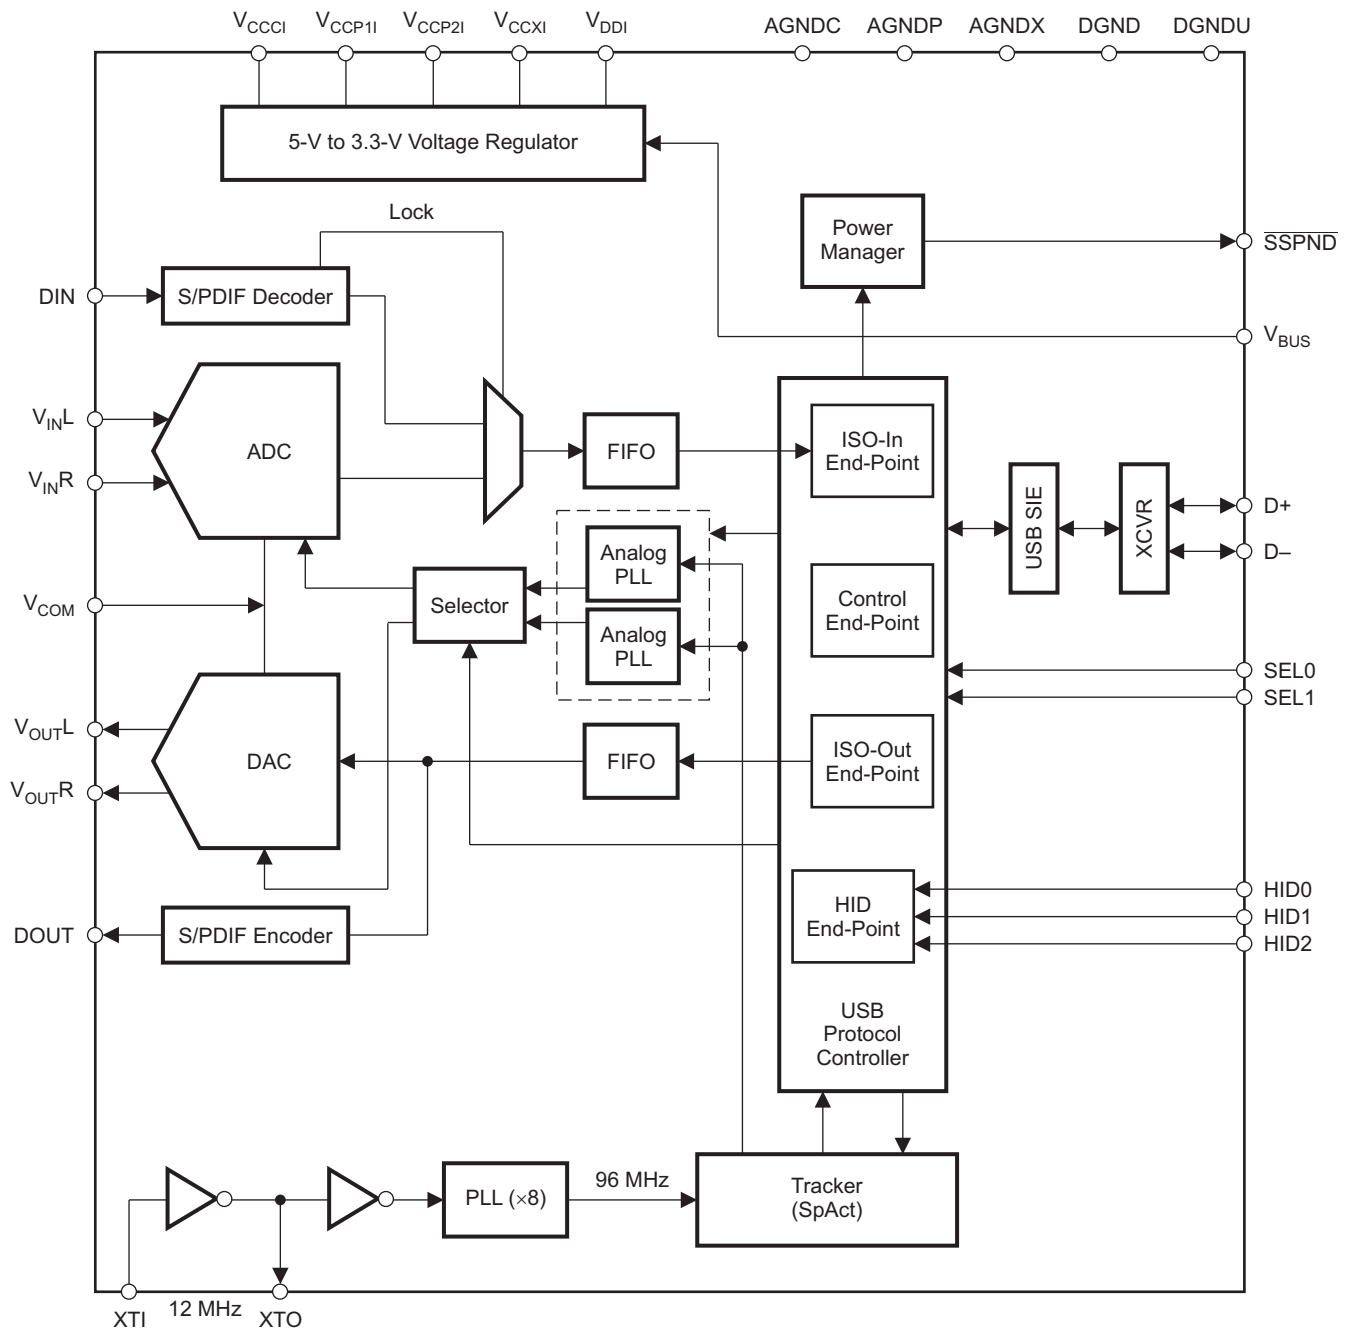 VCCCI VCCP1I VCCP2I VCCXI VDDI AGNDC AGNDP AGNDX DGND DGNDU
5-V to 3.3-V Voltage Regulator
Lock
Power
Manager
SSPND
DIN
S/PDIF Decoder
VBUS
VINL
ADC
FIFO
ISO-In
End-Point
VINR
USB SIE
XCVR
D+
D–
Analog
PLL
VCOM
Selector
Control
End-Point
Analog
PLL
SEL0
SEL1
VOUTL
DAC
FIFO
ISO-Out
End-Point
VOUTR
HID
End-Point
HID0
HID1
HID2
DOUT
S/PDIF Encoder
USB
Protocol
Controller
PLL (×8)
96 MHz
Tracker
(SpAct)
XTI
12 MHz
XTO